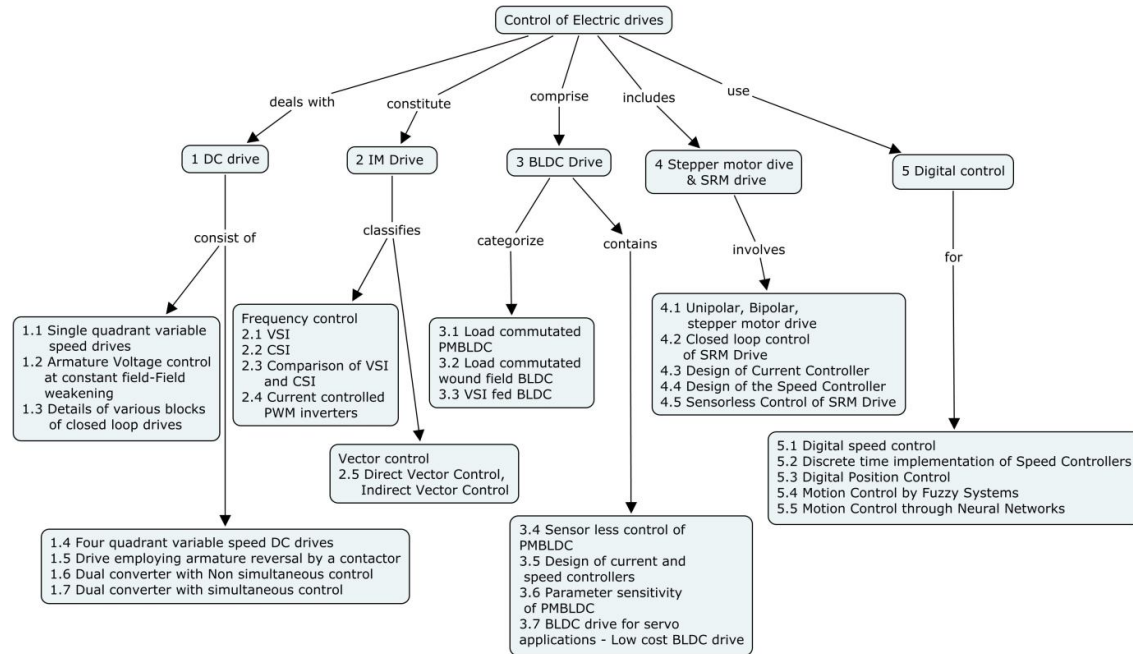 Control of Electric drives
deals with
constitute
comprise
includes
use
1 DC drive
2 IM Drive
3 BLDC Drive
4 Stepper motor dive
& SRM drive
5 Digital control
consist of
classifies
categorize
contains
involves
for
1.1 Single quadrant variable
speed drives
1.2 Armature Voltage control
at constant field-Field
weakening
1.3 Details of various blocks
of closed loop drives
Frequency control
2.1 VSI
2.2 CSI
2.3 Comparison of VSI
and CSI
2.4 Current controlled
PWM inverters
3.1 Load commutated
PMBLDC
3.2 Load commutated
wound field BLDC
3.3 VSI fed BLDC
4.1 Unipolar, Bipolar,
stepper motor drive
4.2 Closed loop control
of SRM Drive
4.3 Design of Current Controller
4.4 Design of the Speed Controller
4.5 Sensorless Control of SRM Drive
Vector control
2.5 Direct Vector Control,
Indirect Vector Control
5.1 Digital speed control
5.2 Discrete time implementation of Speed Controllers
5.3 Digital Position Control
5.4 Motion Control by Fuzzy Systems
5.5 Motion Control through Neural Networks
1.4 Four quadrant variable speed DC drives
1.5 Drive employing armature reversal by a contactor
1.6 Dual converter with Non simultaneous control
1.7 Dual converter with simultaneous control
3.4 Sensor less control of
PMBLDC
3.5 Design of current and
speed controllers
3.6 Parameter sensitivity
of PMBLDC
3.7 BLDC drive for servo
applications - Low cost BLDC drive